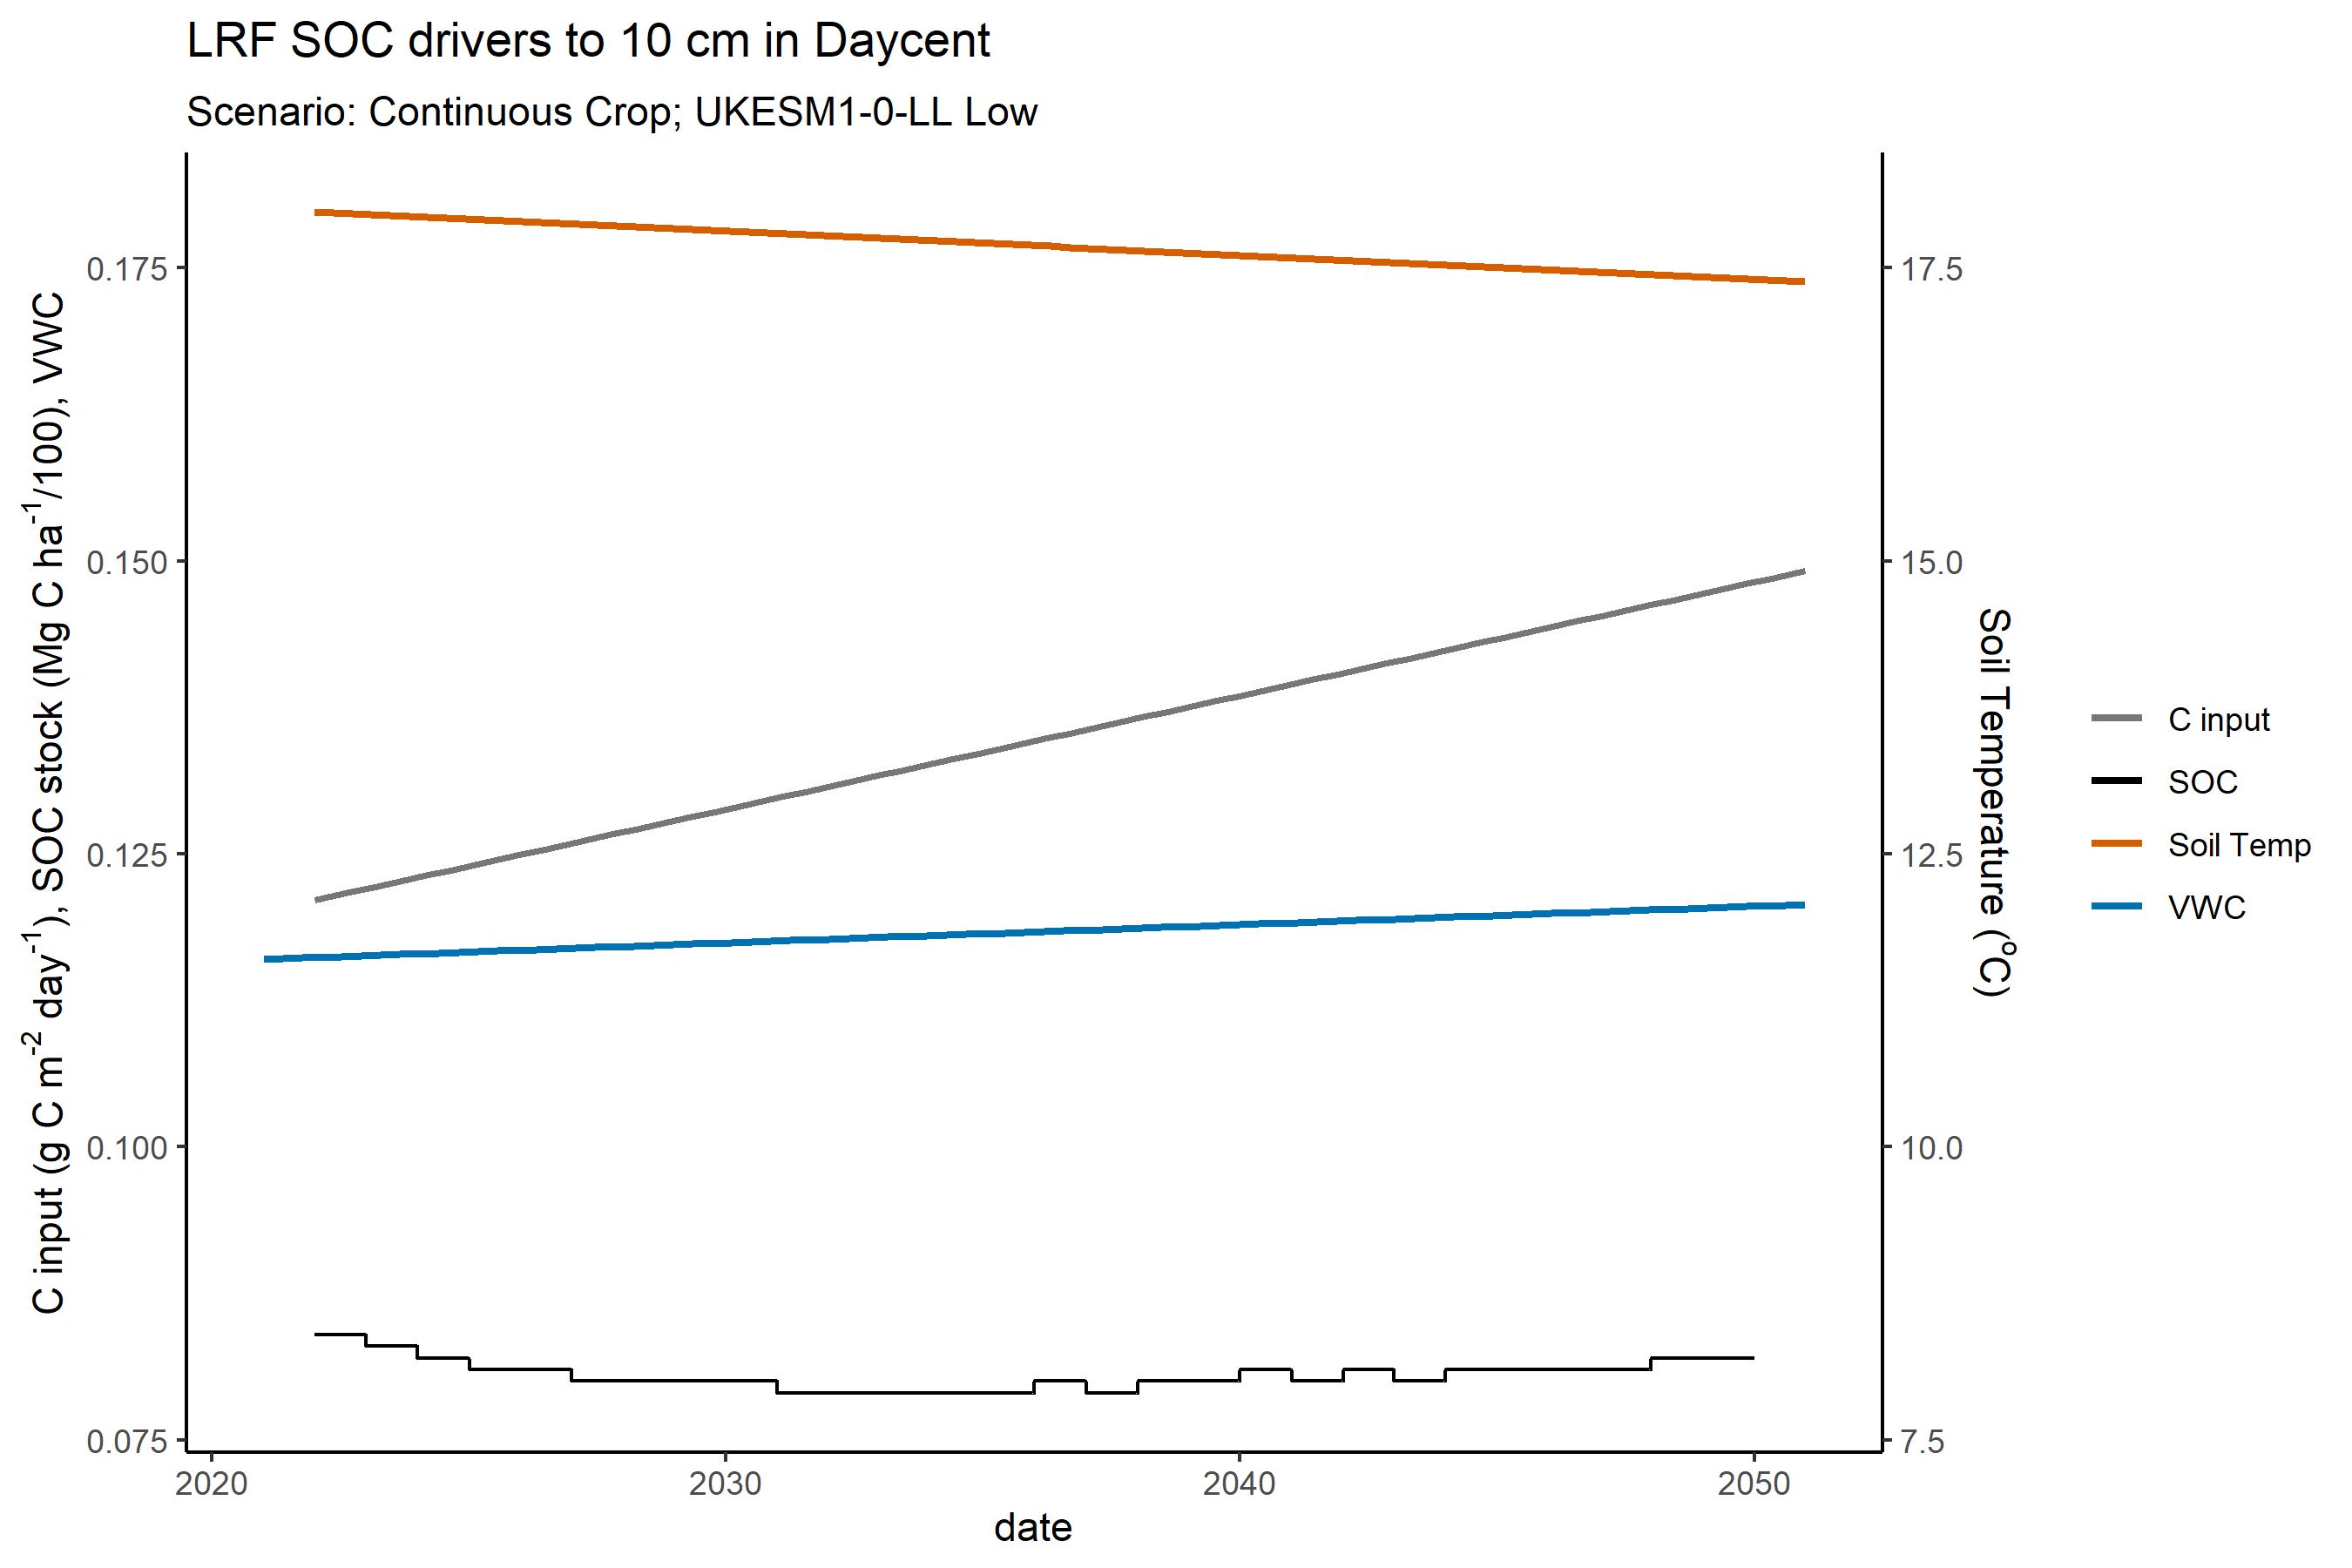 LRF SOC drivers to 10 cm in Daycent
Scenario: Continuous Crop; UKESM1-0-LL Low
C input (g C m⁻² day⁻¹), SOC stock (Mg C ha⁻¹/100), VWC
0.175
0.150
0.125
0.100
0.075
2020
2030
2040
2050
date
17.5
15.0
12.5
10.0
7.5
Soil Temperature (ºC)
C input
SOC
Soil Temp
VWC